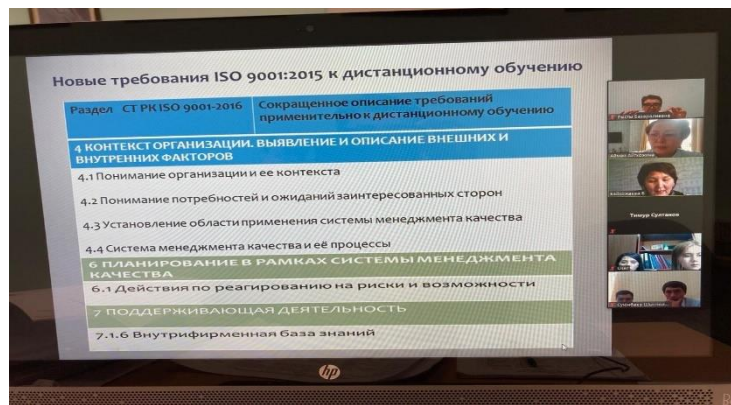 Новые требования ISO 9001:2015 к дистанционному обучению
Раздел СТ РК ISO 9001-2016
Сокращенное описание требований
применительно к дистанционному обучению
4 КОНТЕКСТ ОРГАНИЗАЦИИ. ВЫЯВЛЕНИЕ И ОПИСАНИЕ ВНЕШНИХ И
ВНУТРЕННИХ ФАКТОРОВ
4.1 Понимание организации и ее контекста
4.2 Понимание потребностей и ожиданий заинтересованных сторон
4.3 Установление области применения системы менеджмента качества
4.4 Система менеджмента качества и её процессы
6 ПЛАНИРОВАНИЕ В РАМКАХ СИСТЕМЫ МЕНЕДЖМЕНТА
КАЧЕСТВА
6.1 Действия по реагированию на риски и возможности
7 ПОДДЕРЖИВАЮЩАЯ ДЕЯТЕЛЬНОСТЬ
7.1.6 Внутрифирменная база знаний
Тимур Султанов
hp